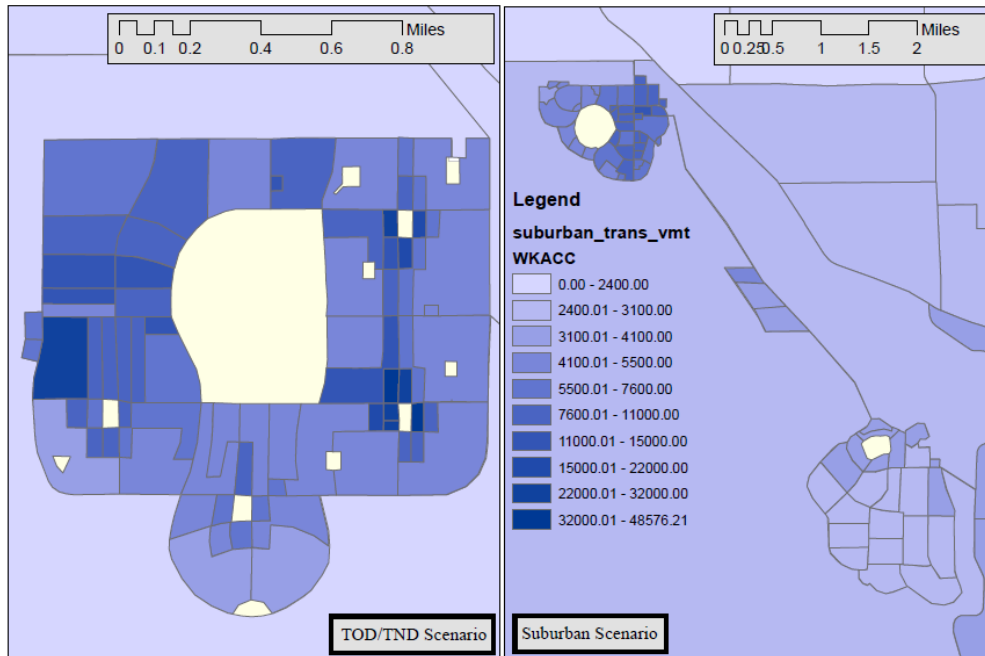 Miles
0 0.1 0.2 0.4 0.6 0.8
TOD/TND Scenario
Miles
0 0.25 0.5 1 1.5 2
Legend
suburban_trans_vmt
WKACC
0.00 - 2400.00
2400.01 - 3100.00
3100.01 - 4100.00
4100.01 - 5500.00
5500.01 - 7600.00
7600.01 - 11000.00
11000.01 - 15000.00
15000.01 - 22000.00
22000.01 - 32000.00
32000.01 - 48576.21
Suburban Scenario